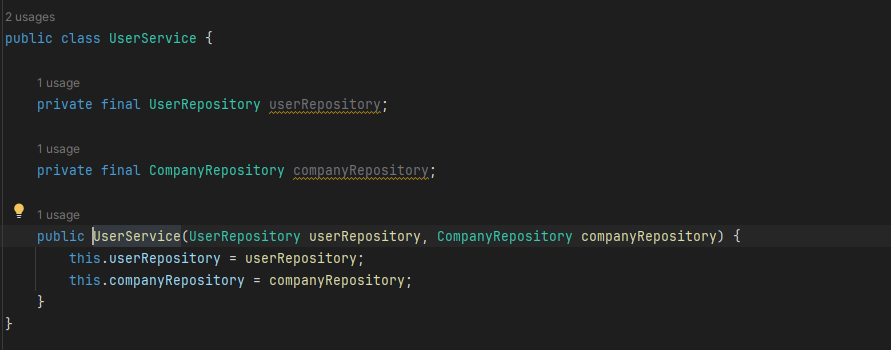 2 usages
public class UserService {
1 usage
private final UserRepository userRepository;
1 usage
private final CompanyRepository companyRepository;
1 usage
public UserService(UserRepository userRepository, CompanyRepository companyRepository) {
this.userRepository = userRepository;
this.companyRepository = companyRepository;
}
}